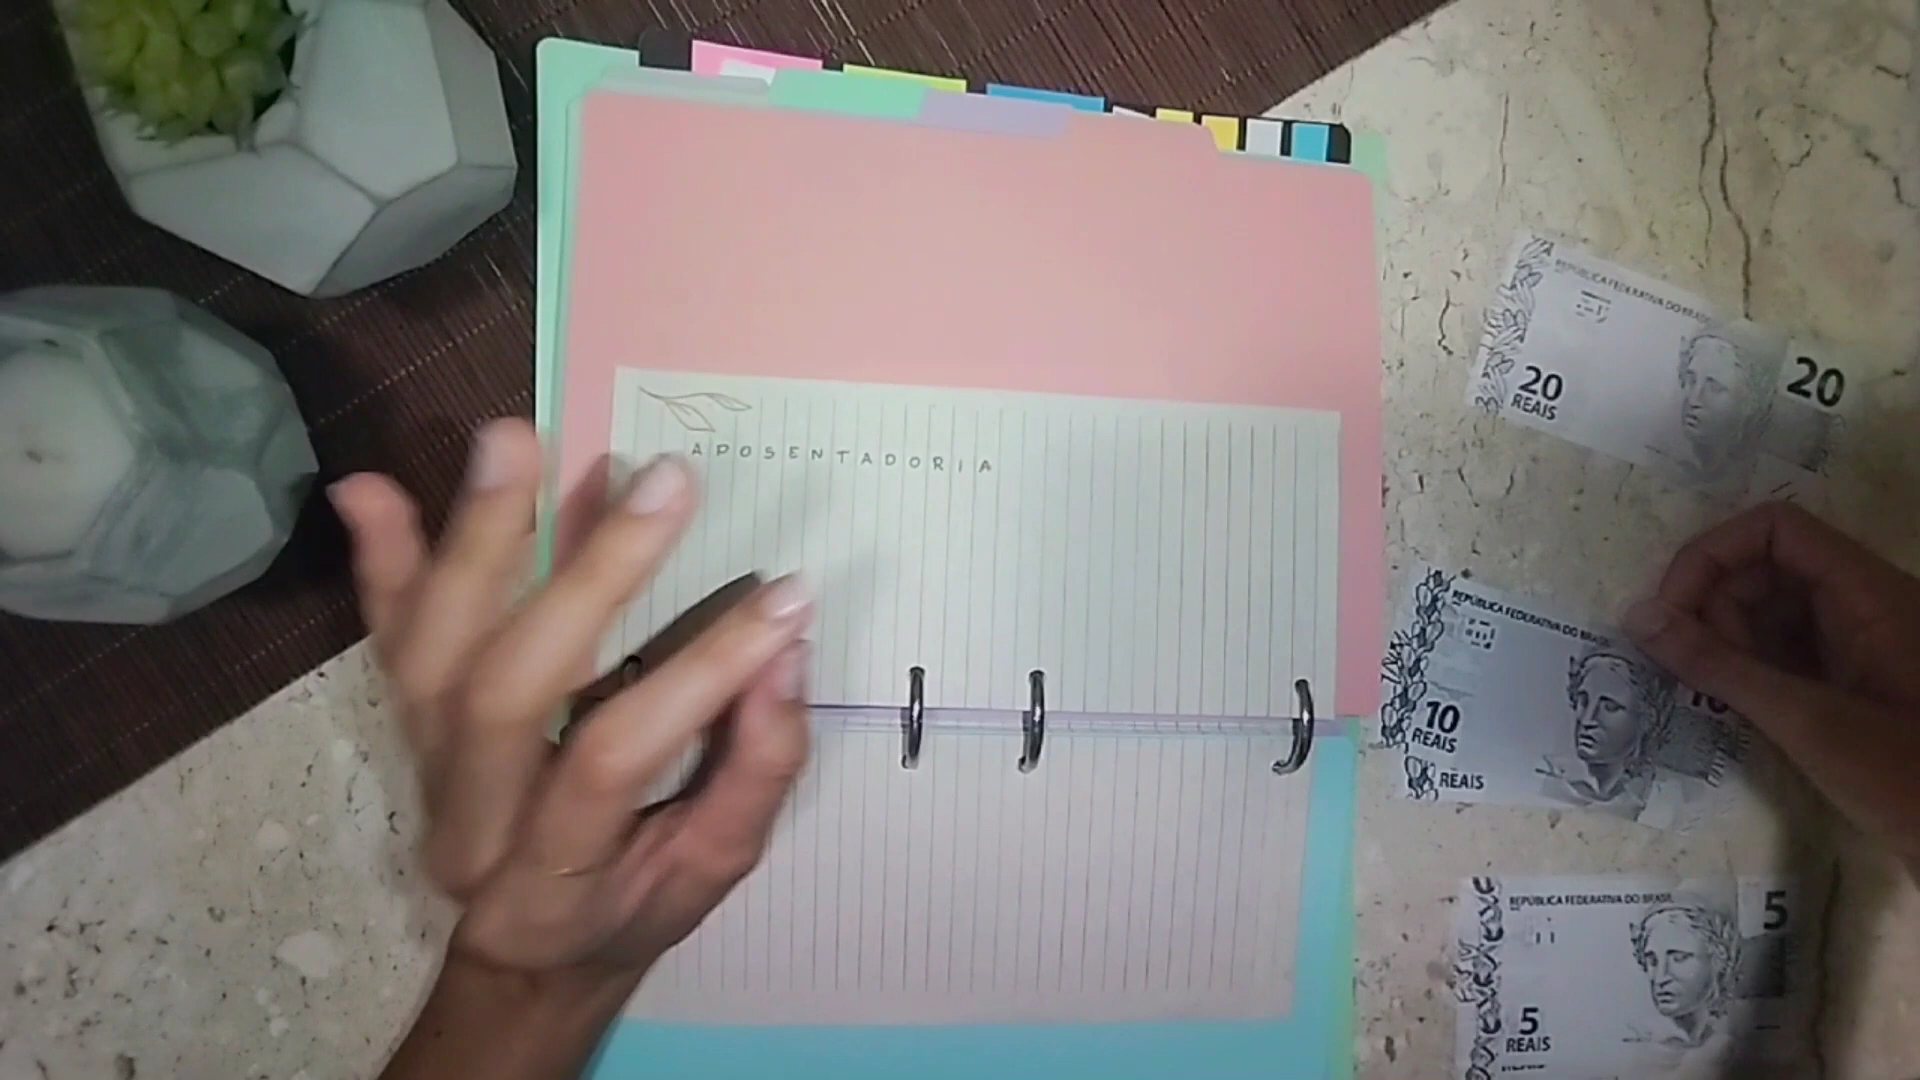 APOSENTADORIA
REPÚBLICA FEDERATIVA DO BRASIL
20
20
REAIS
REPÚBLICA FEDERATIVA DO BRASIL
10
10
REAIS
REAIS
REPÚBLICA FEDERATIVA DO BRASIL
5
5
REAIS